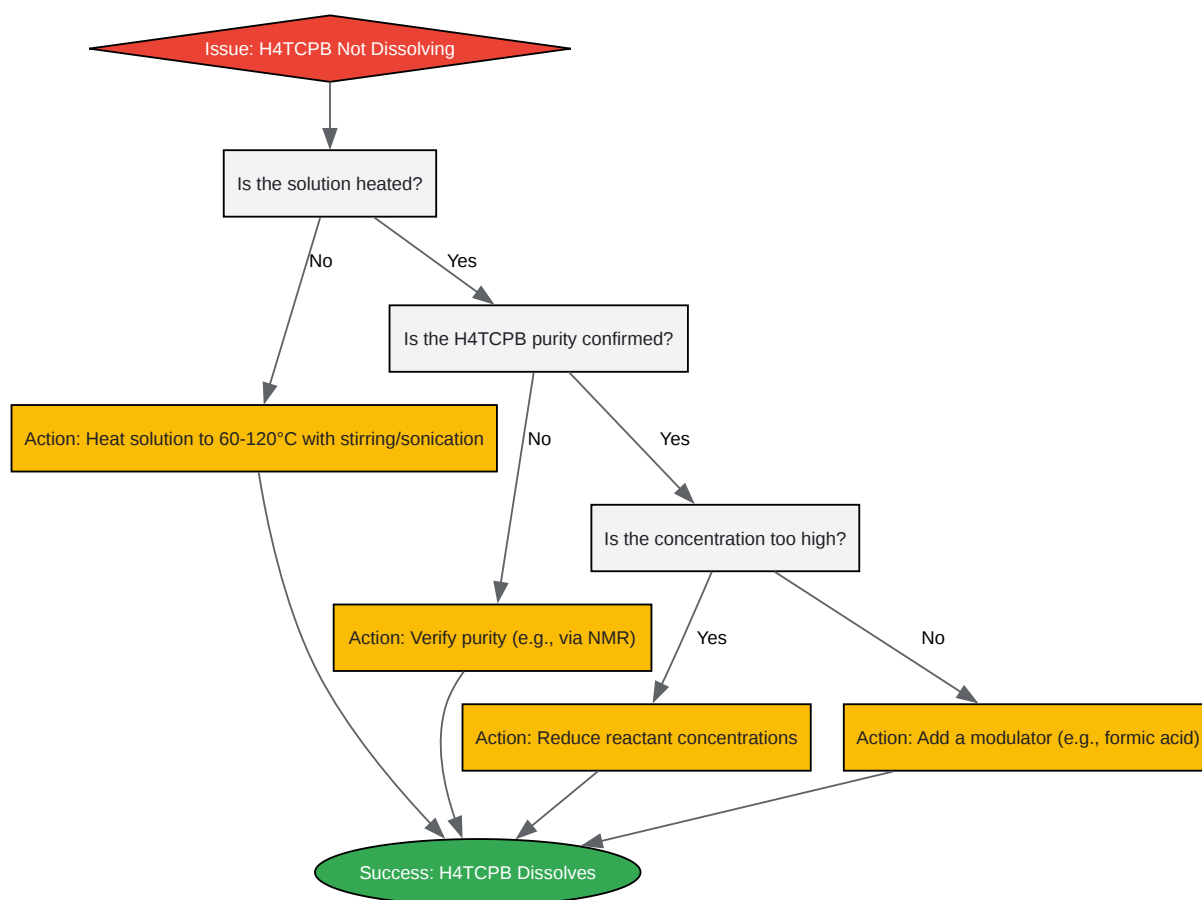 Issue: H4TCPB Not Dissolving
Is the solution heated?
No
Yes
Is the H4TCPB purity confirmed?
Action: Heat solution to 60-120°C with stirring/sonication
No
Yes
Is the concentration too high?
Action: Verify purity (e.g., via NMR)
Yes
No
Action: Reduce reactant concentrations
Action: Add a modulator (e.g., formic acid)
Success: H4TCPB Dissolves